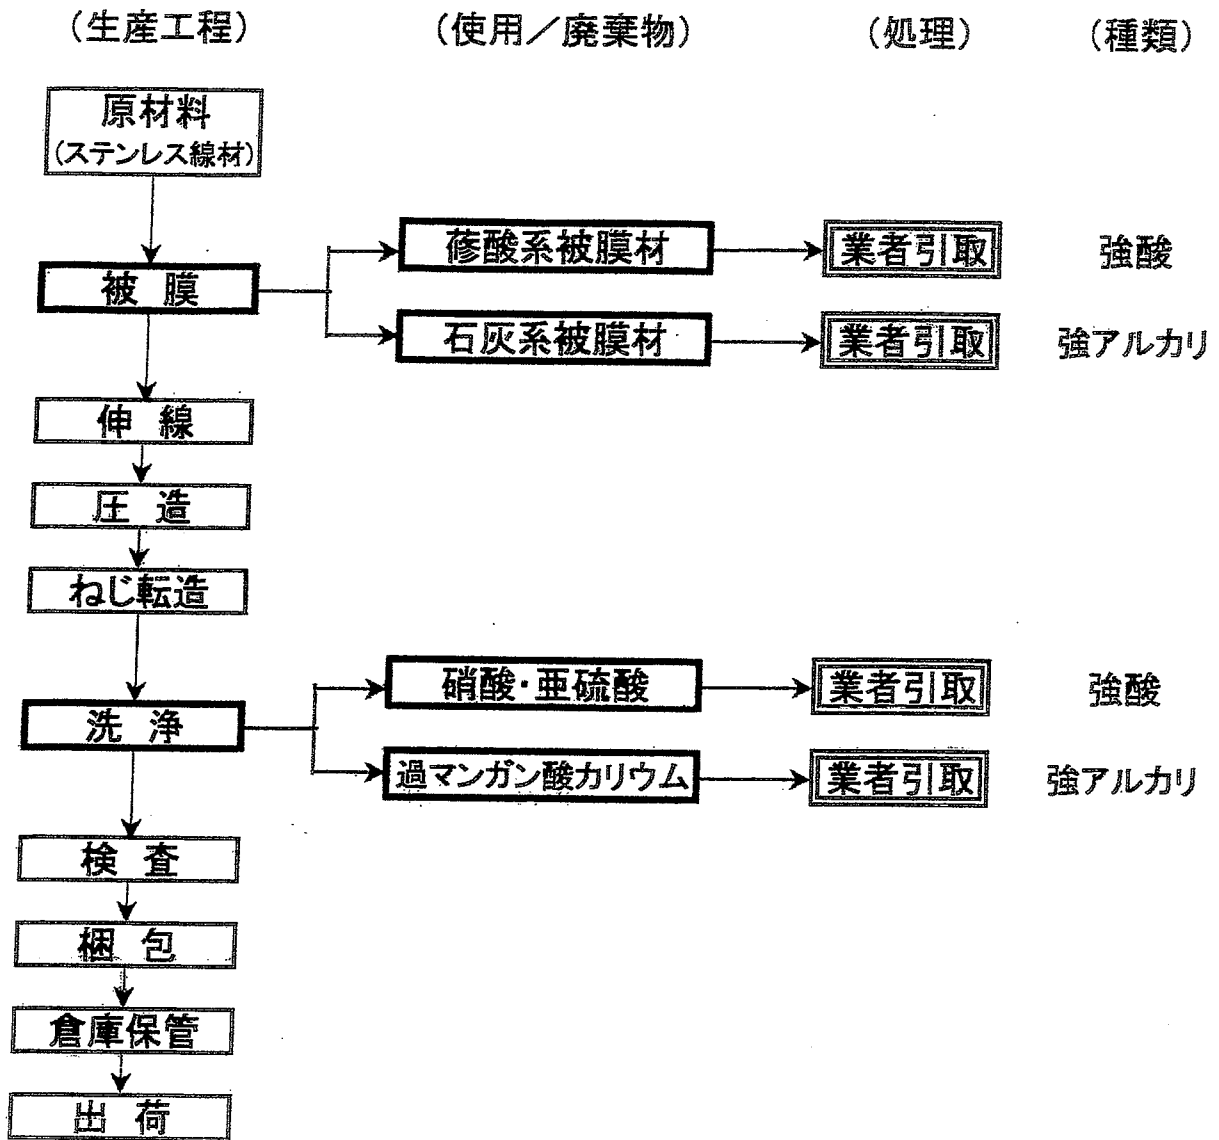 (生産工程) (使用／廃棄物) (処理) (種類)
原材料
(ステンレス線材)
蓚酸系被膜材 業者引取 強酸
被 膜
石灰系被膜材 業者引取 強アルカリ
伸 線
圧 造
ねじ転造
硝酸・亜硫酸 業者引取 強酸
洗 浄
過マンガン酸カリウム 業者引取 強アルカリ
検 査
梱 包
倉庫保管
出 荷